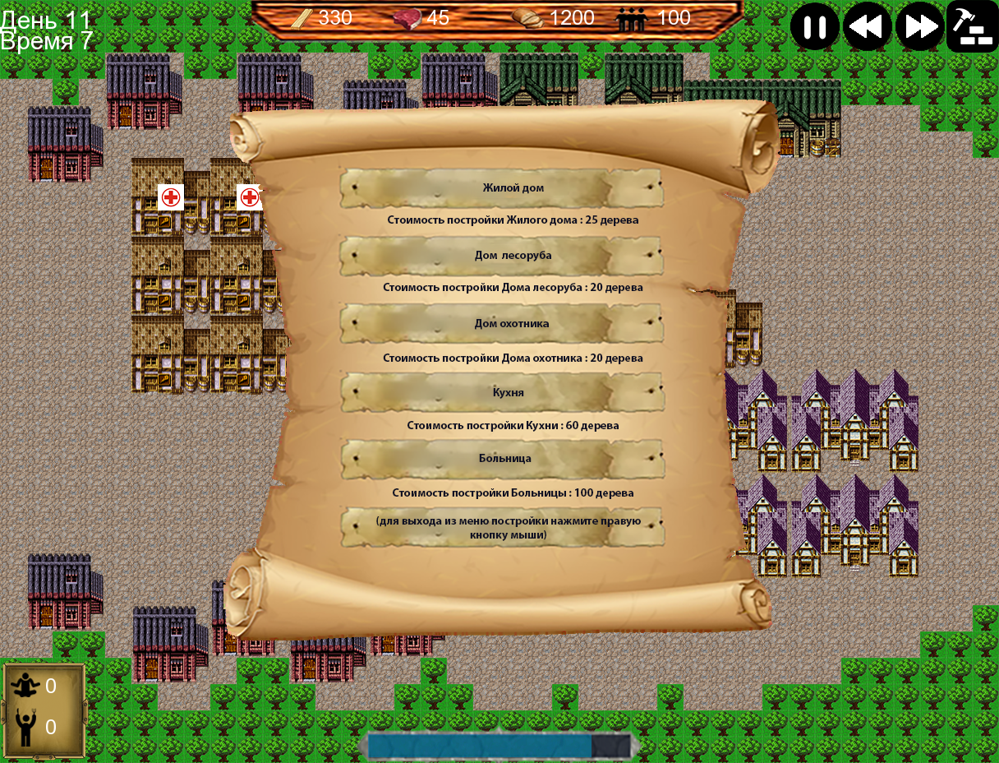 День 11
Время 7
330 45 1200 100
Жилой дом
Стоимость постройки Жилого дома : 25 дерева
Дом лесоруба
Стоимость постройки Дома лесоруба : 20 дерева
Дом охотника
Стоимость постройки Дома охотника : 20 дерева
Кухня
Стоимость постройки Кухни : 60 дерева
Больница
Стоимость постройки Больницы : 100 дерева
(для выхода из меню постройки нажмите правую
кнопку мыши)
0
0